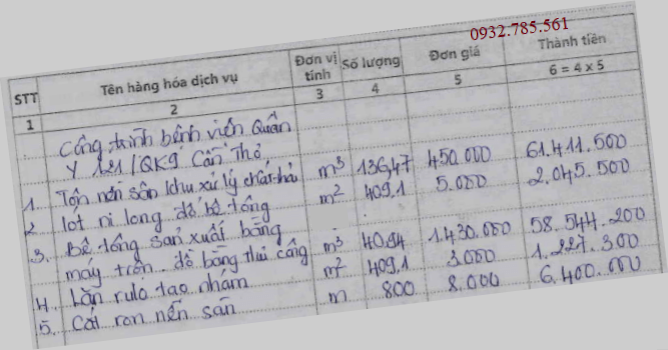 0932.785.561
STT Tên hàng hóa dịch vụ Đơn vị tính Số lượng Đơn giá Thành tiền
1 2 3 4 5 6 = 4 x 5
Công trình bệnh viện Quân
Y 121/QK9 Cần Thơ
1. Tôn nền sân khu xử lý chất thải m³ 136,47 450.000 61.411.500
2 lót ni long đổ bê tông m² 409.1 5.000 2.045.500
3. Bê tông sản xuất bằng
máy trộn. đổ bằng thủ công m³ 40.94 1.430.000 58.544.200
4. Lăn rulo tạo nhám m² 409.1 3.000 1.227.300
5. Cắt ron nền sân m 800 8.000 6.400.000